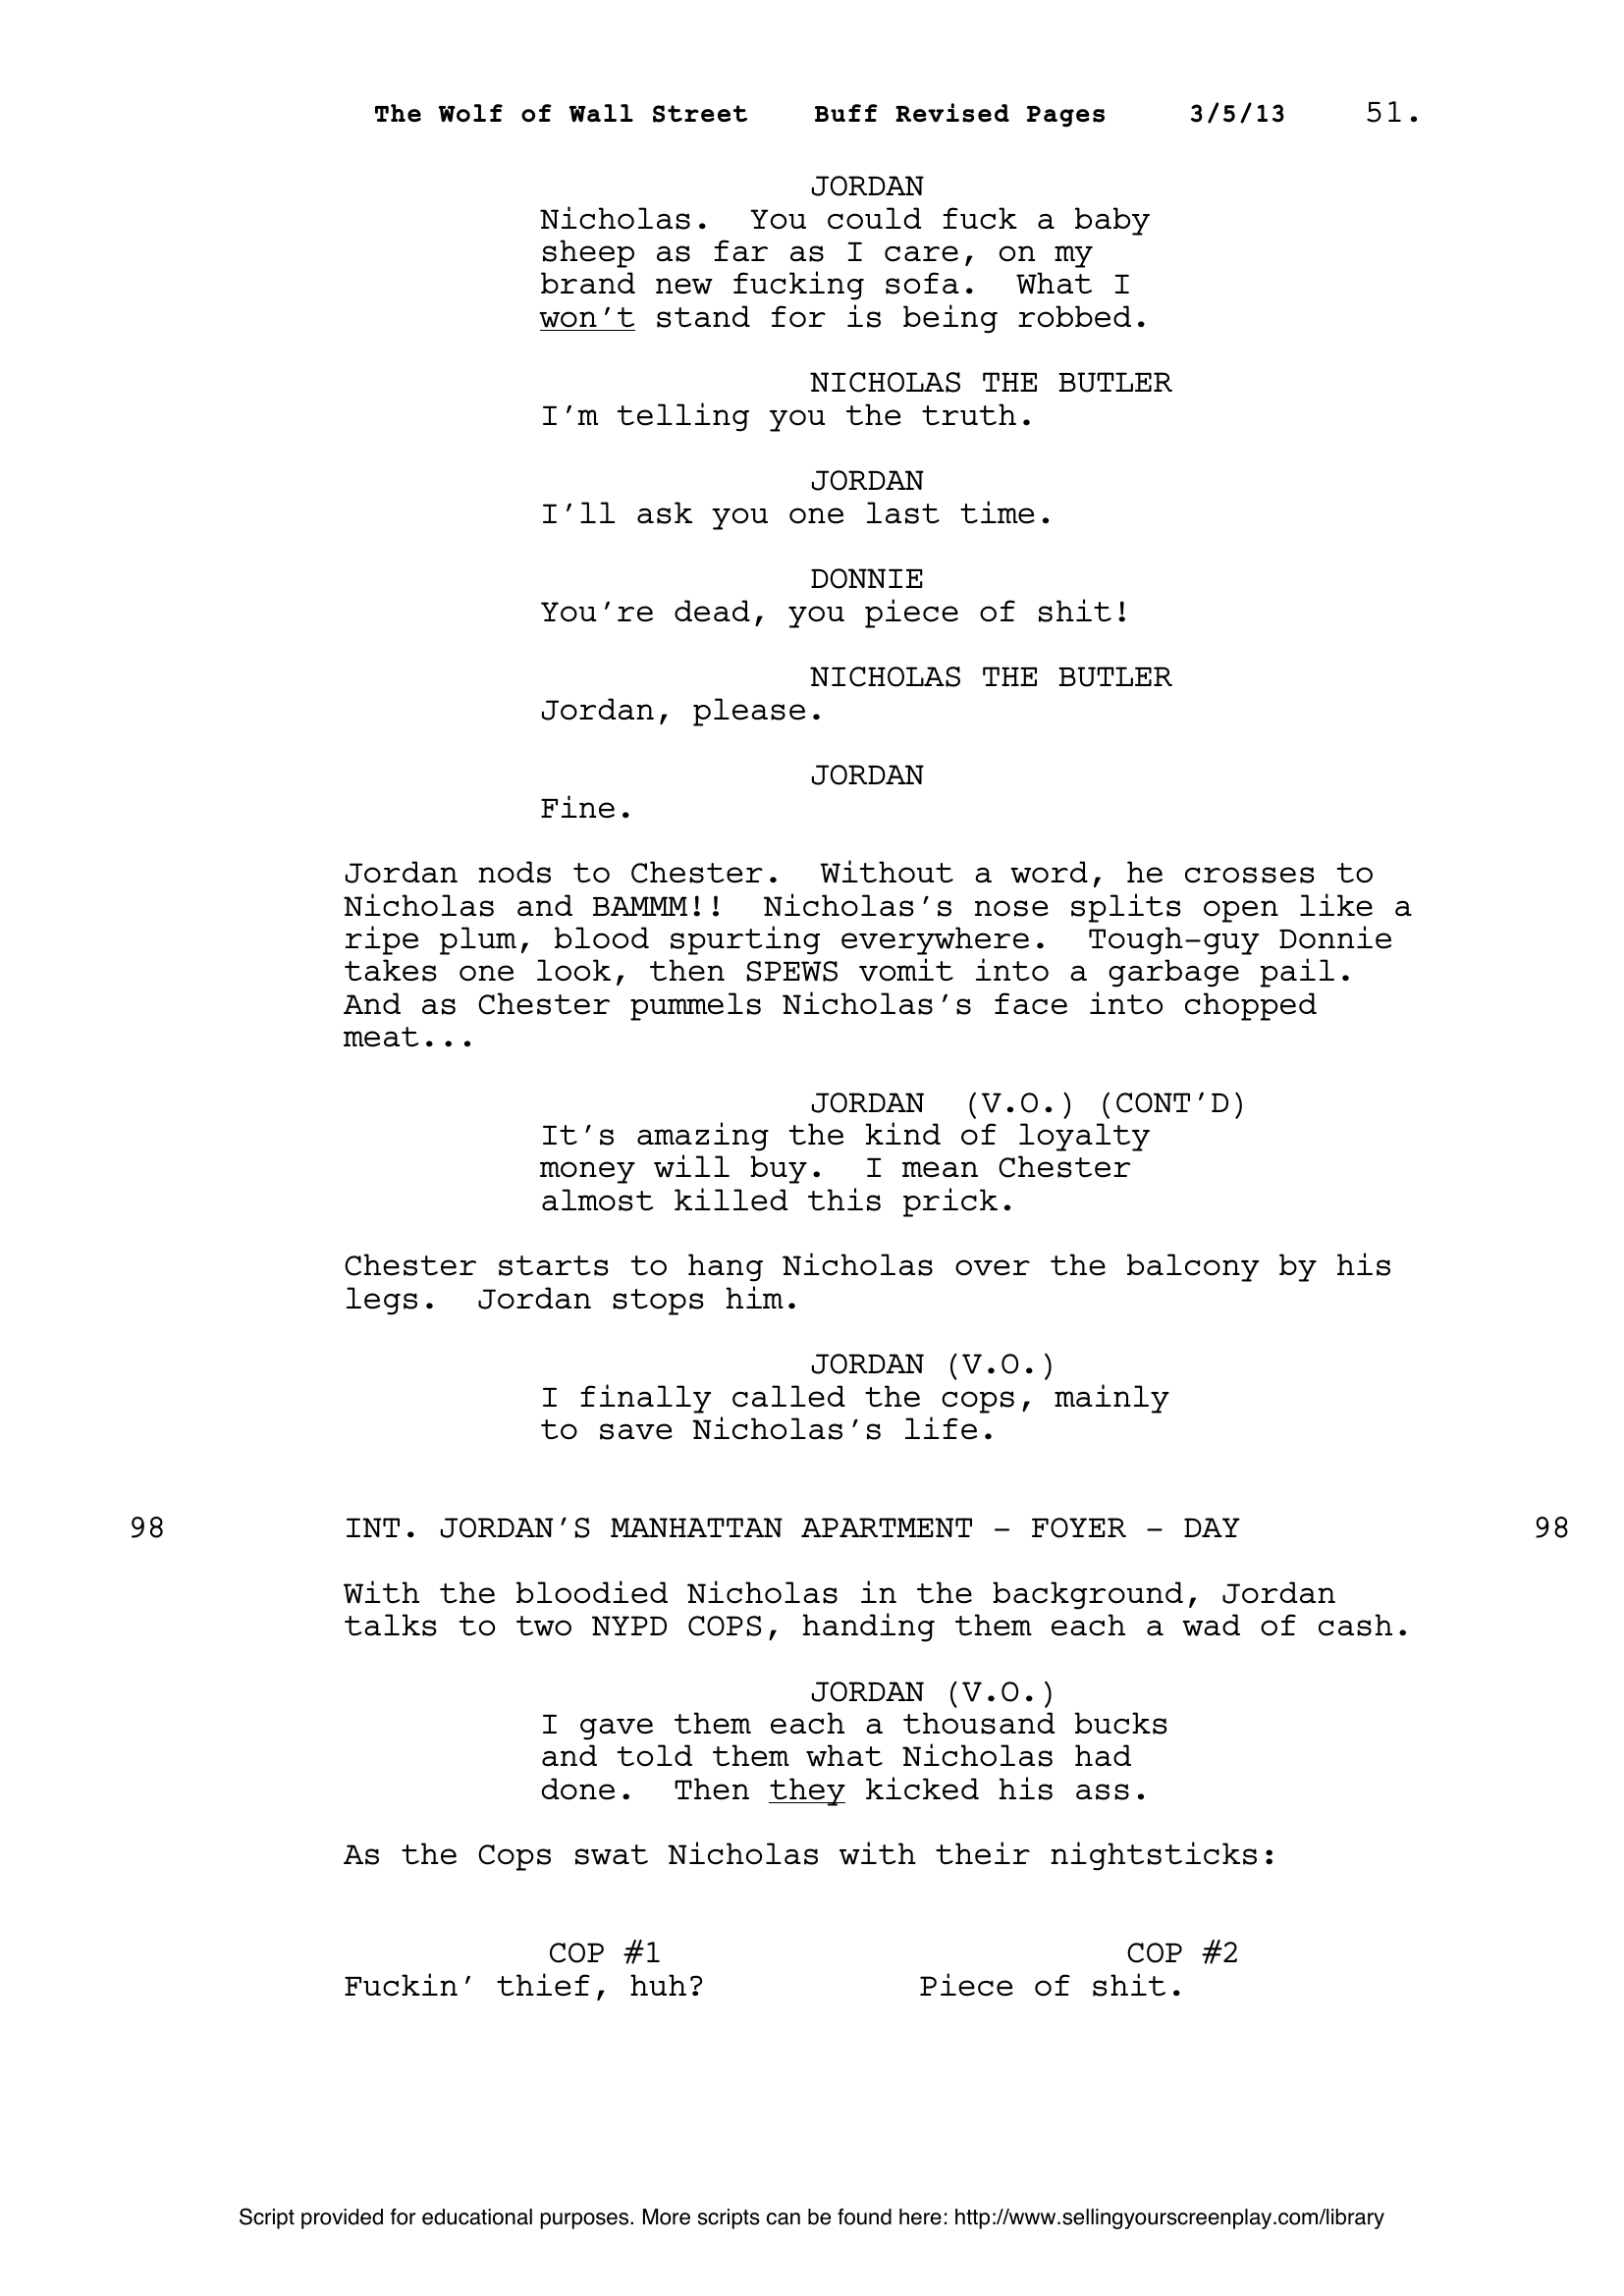 The Wolf of Wall Street    Buff Revised Pages    3/5/13    51.
JORDAN
Nicholas.  You could fuck a baby
sheep as far as I care, on my
brand new fucking sofa.  What I
won't stand for is being robbed.
NICHOLAS THE BUTLER
I'm telling you the truth.
JORDAN
I'll ask you one last time.
DONNIE
You're dead, you piece of shit!
NICHOLAS THE BUTLER
Jordan, please.
JORDAN
Fine.
Jordan nods to Chester.  Without a word, he crosses to
Nicholas and BAMMM!!  Nicholas's nose splits open like a
ripe plum, blood spurting everywhere.  Tough-guy Donnie
takes one look, then SPEWS vomit into a garbage pail.
And as Chester pummels Nicholas's face into chopped
meat...
JORDAN  (V.O.) (CONT'D)
It's amazing the kind of loyalty
money will buy.  I mean Chester
almost killed this prick.
Chester starts to hang Nicholas over the balcony by his
legs.  Jordan stops him.
JORDAN (V.O.)
I finally called the cops, mainly
to save Nicholas's life.
98    INT. JORDAN'S MANHATTAN APARTMENT - FOYER - DAY    98
With the bloodied Nicholas in the background, Jordan
talks to two NYPD COPS, handing them each a wad of cash.
JORDAN (V.O.)
I gave them each a thousand bucks
and told them what Nicholas had
done.  Then they kicked his ass.
As the Cops swat Nicholas with their nightsticks:
COP #1    COP #2
Fuckin' thief, huh?    Piece of shit.
Script provided for educational purposes. More scripts can be found here: http://www.sellingyourscreenplay.com/library